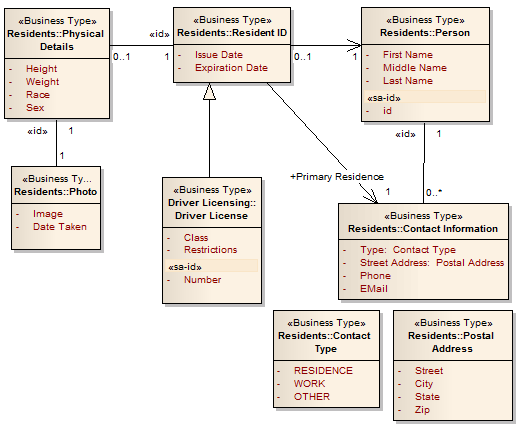 «Business Type»
Residents::Physical
Details
- Height
- Weight
- Race
- Sex
«id»
0..1
1
«Business Type»
Residents::Resident ID
- Issue Date
- Expiration Date
0..1
1
«Business Type»
Residents::Person
- First Name
- Middle Name
- Last Name
«sa-id»
- id
«id»
1
1
«id»
1
0..*
«Business Ty...
Residents::Photo
- Image
- Date Taken
«Business Type»
Driver Licensing::
Driver License
- Class
- Restrictions
«sa-id»
- Number
+Primary Residence
1
«Business Type»
Residents::Contact Information
- Type: Contact Type
- Street Address: Postal Address
- Phone
- EMail
«Business Type»
Residents::Contact
Type
- RESIDENCE
- WORK
- OTHER
«Business Type»
Residents::Postal
Address
- Street
- City
- State
- Zip